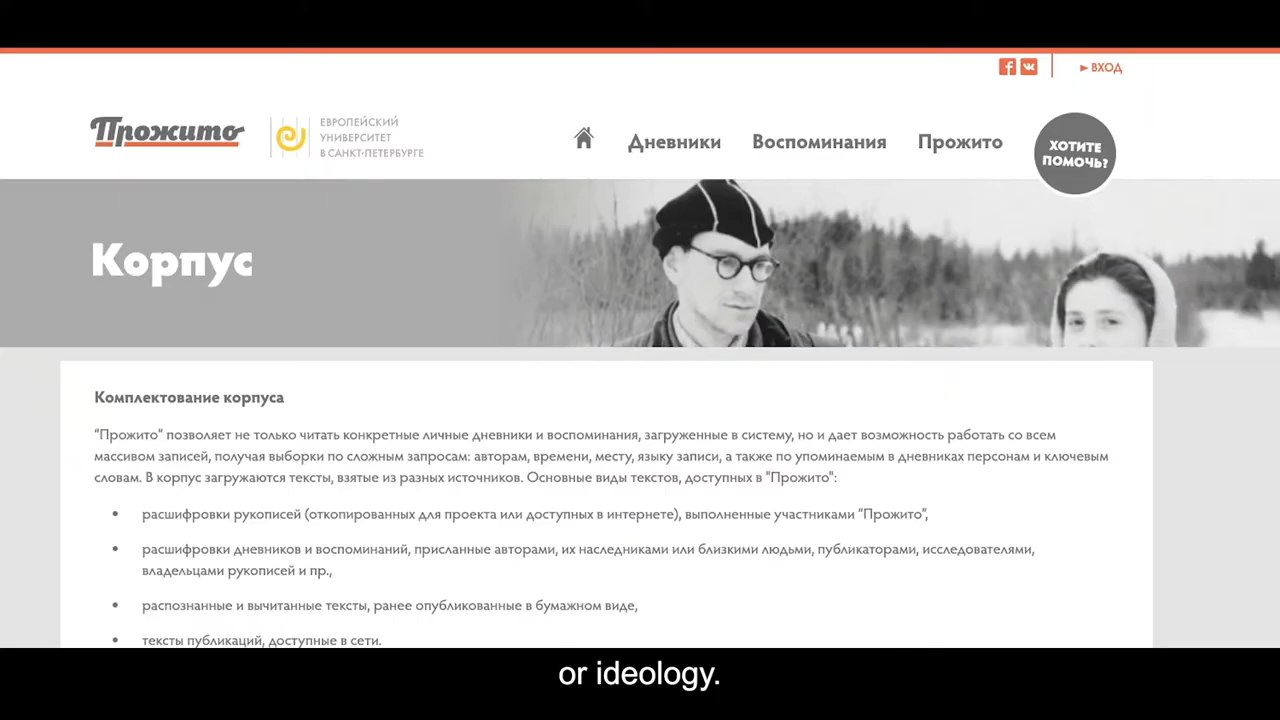 ВХОД
Прожито
ЕВРОПЕЙСКИЙ
УНИВЕРСИТЕТ
В САНКТ-ПЕТЕРБУРГЕ
Дневники Воспоминания Прожито
ХОТИТЕ
ПОМОЧЬ?
Корпус
Комплектование корпуса
“Прожито” позволяет не только читать конкретные личные дневники и воспоминания, загруженные в систему, но и дает возможность работать со всем
массивом записей, получая выборки по сложным запросам: авторам, времени, месту, языку записи, а также по упоминаемым в дневниках персонам и ключевым
словам. В корпус загружаются тексты, взятые из разных источников. Основные виды текстов, доступных в "Прожито":
• расшифровки рукописей (откопированных для проекта или доступных в интернете), выполненные участниками “Прожито”,
• расшифровки дневников и воспоминаний, присланные авторами, их наследниками или близкими людьми, публикаторами, исследователями,
владельцами рукописей и пр.,
• распознанные и вычитанные тексты, ранее опубликованные в бумажном виде,
• тексты публикаций, доступные в сети.
or ideology.